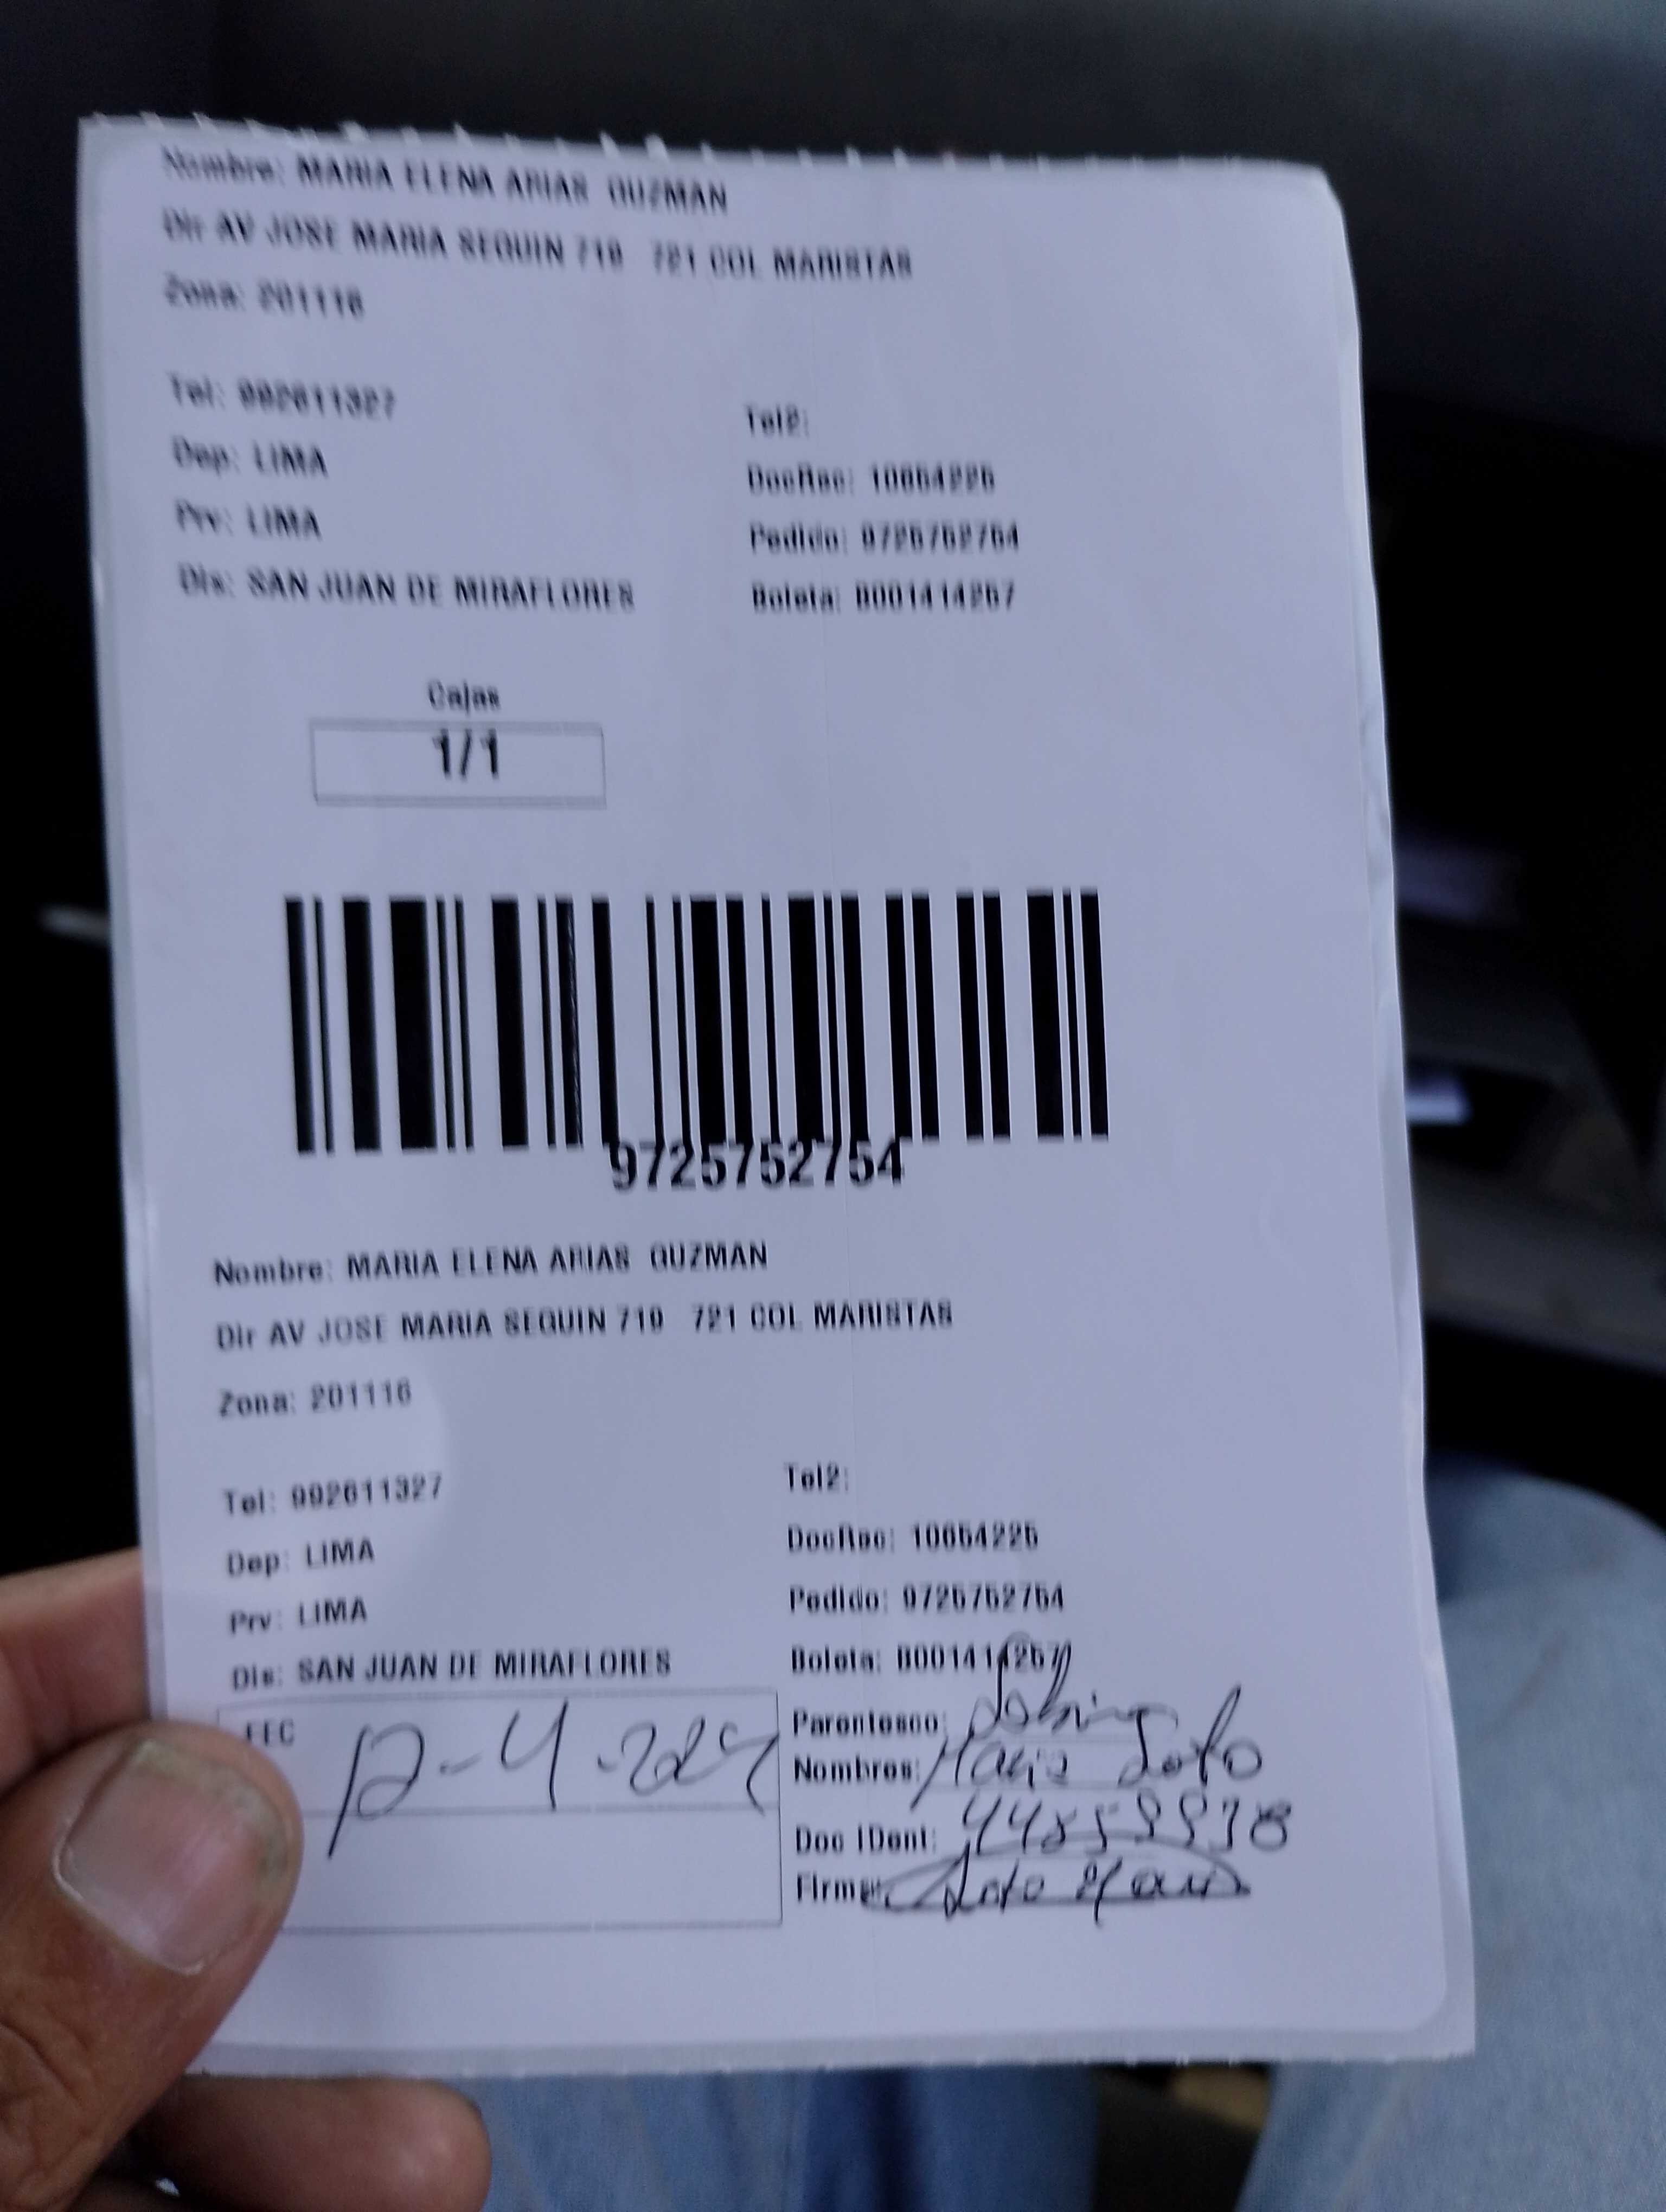 Nombre: MARIA ELENA ARIAS GUZMAN
Dir AV JOSE MARIA SEGUIN 719 721 COL MARISTAS
Zona: 201116
Tel: 992611327
Tel2:
Dep: LIMA
DocRec: 10654225
Prv: LIMA
Pedido: 9725752754
Dis: SAN JUAN DE MIRAFLORES
Boleta: B001414257
Cajas
1/1
9725752754
Nombre: MARIA ELENA ARIAS GUZMAN
Dir AV JOSE MARIA SEGUIN 719 721 COL MARISTAS
Zona: 201116
Tel: 992611327
Tel2:
Dep: LIMA
DocRec: 10654225
Prv: LIMA
Pedido: 9725752754
Dis: SAN JUAN DE MIRAFLORES
Boleta: B001414257
FEC
Parentesco:
Nombres: Maria Soto
Doc IDent:
Firma: Soto